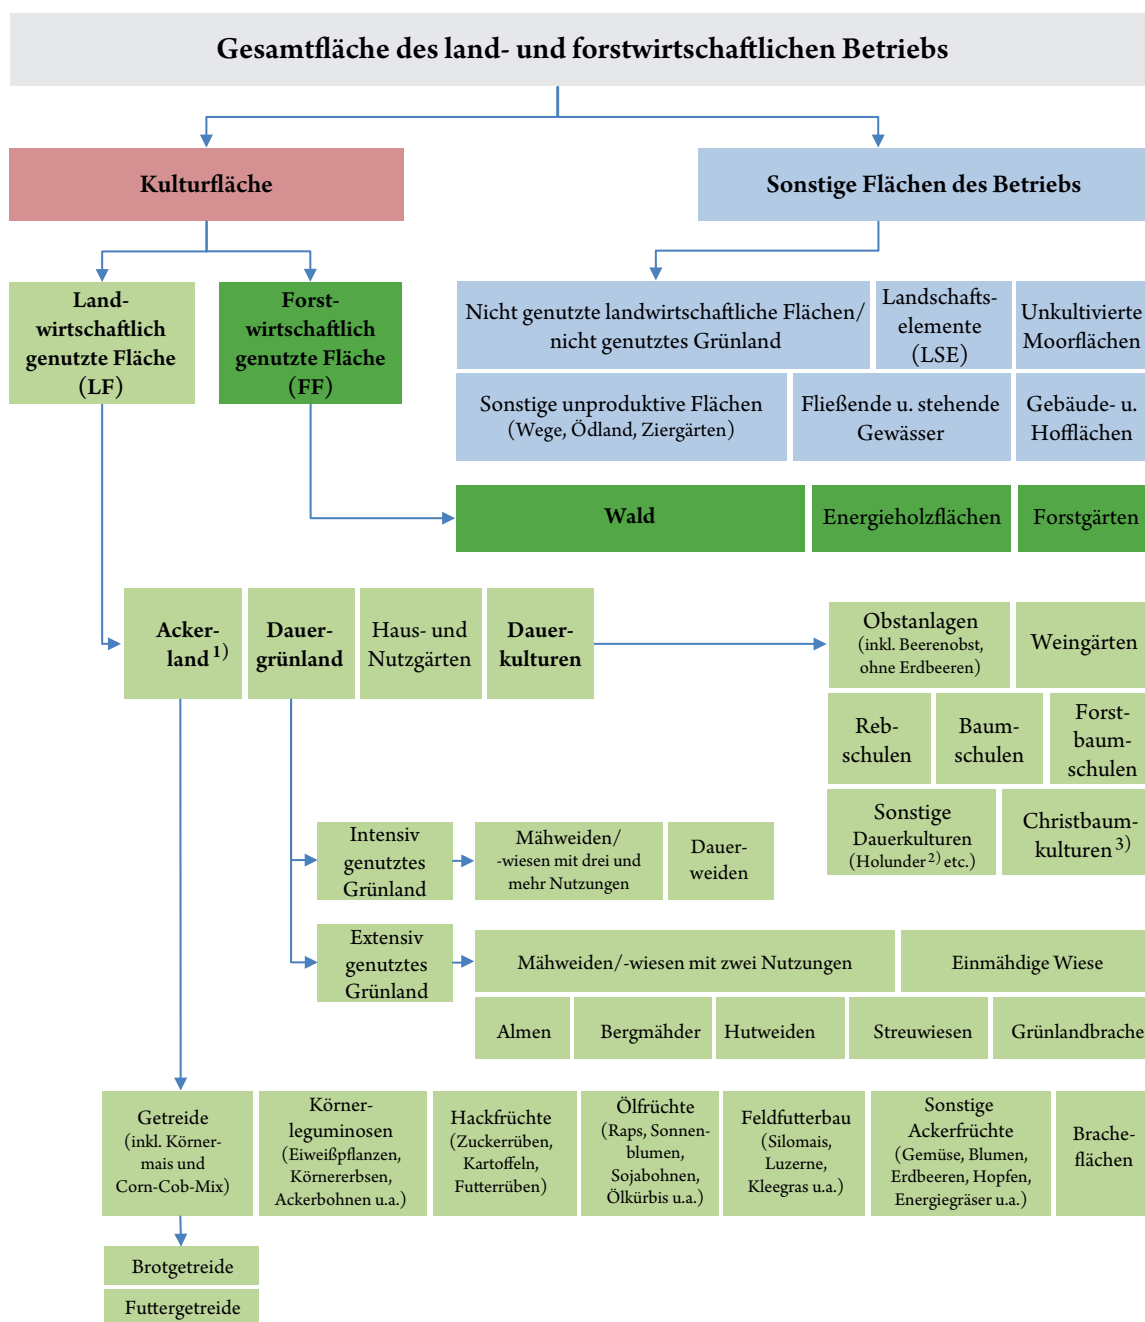 Gesamtfläche des land- und forstwirtschaftlichen Betriebs
Kulturfläche
Sonstige Flächen des Betriebs
Land-
wirtschaftlich
genutzte Fläche
(LF)
Forst-
wirtschaftlich
genutzte Fläche
(FF)
Nicht genutzte landwirtschaftliche Flächen/
nicht genutztes Grünland
Landschafts-
elemente
(LSE)
Unkultivierte
Moorflächen
Sonstige unproduktive Flächen
(Wege, Ödland, Ziergärten)
Fließende u. stehende
Gewässer
Gebäude- u.
Hofflächen
Wald
Energieholzflächen
Forstgärten
Acker-
land 1)
Dauer-
grünland
Haus- und
Nutzgärten
Dauer-
kulturen
Obstanlagen
(inkl. Beerenobst,
ohne Erdbeeren)
Weingärten
Reb-
schulen
Baum-
schulen
Forst-
baum-
schulen
Sonstige
Dauerkulturen
(Holunder 2) etc.)
Christbaum-
kulturen 3)
Intensiv
genutztes
Grünland
Mähweiden/
-wiesen mit drei und
mehr Nutzungen
Dauer-
weiden
Extensiv
genutztes
Grünland
Mähweiden/-wiesen mit zwei Nutzungen
Einmähdige Wiese
Almen
Bergmähder
Hutweiden
Streuwiesen
Grünlandbrache
Getreide
(inkl. Körner-
mais und
Corn-Cob-Mix)
Körner-
leguminosen
(Eiweißpflanzen,
Körnererbsen,
Ackerbohnen u.a.)
Hackfrüchte
(Zuckerrüben,
Kartoffeln,
Futterrüben)
Ölfrüchte
(Raps, Sonnen-
blumen,
Sojabohnen,
Ölkürbis u.a.)
Feldfutterbau
(Silomais,
Luzerne,
Kleegras u.a.)
Sonstige
Ackerfrüchte
(Gemüse, Blumen,
Erdbeeren, Hopfen,
Energiegräser u.a.)
Brache-
flächen
Brotgetreide
Futtergetreide